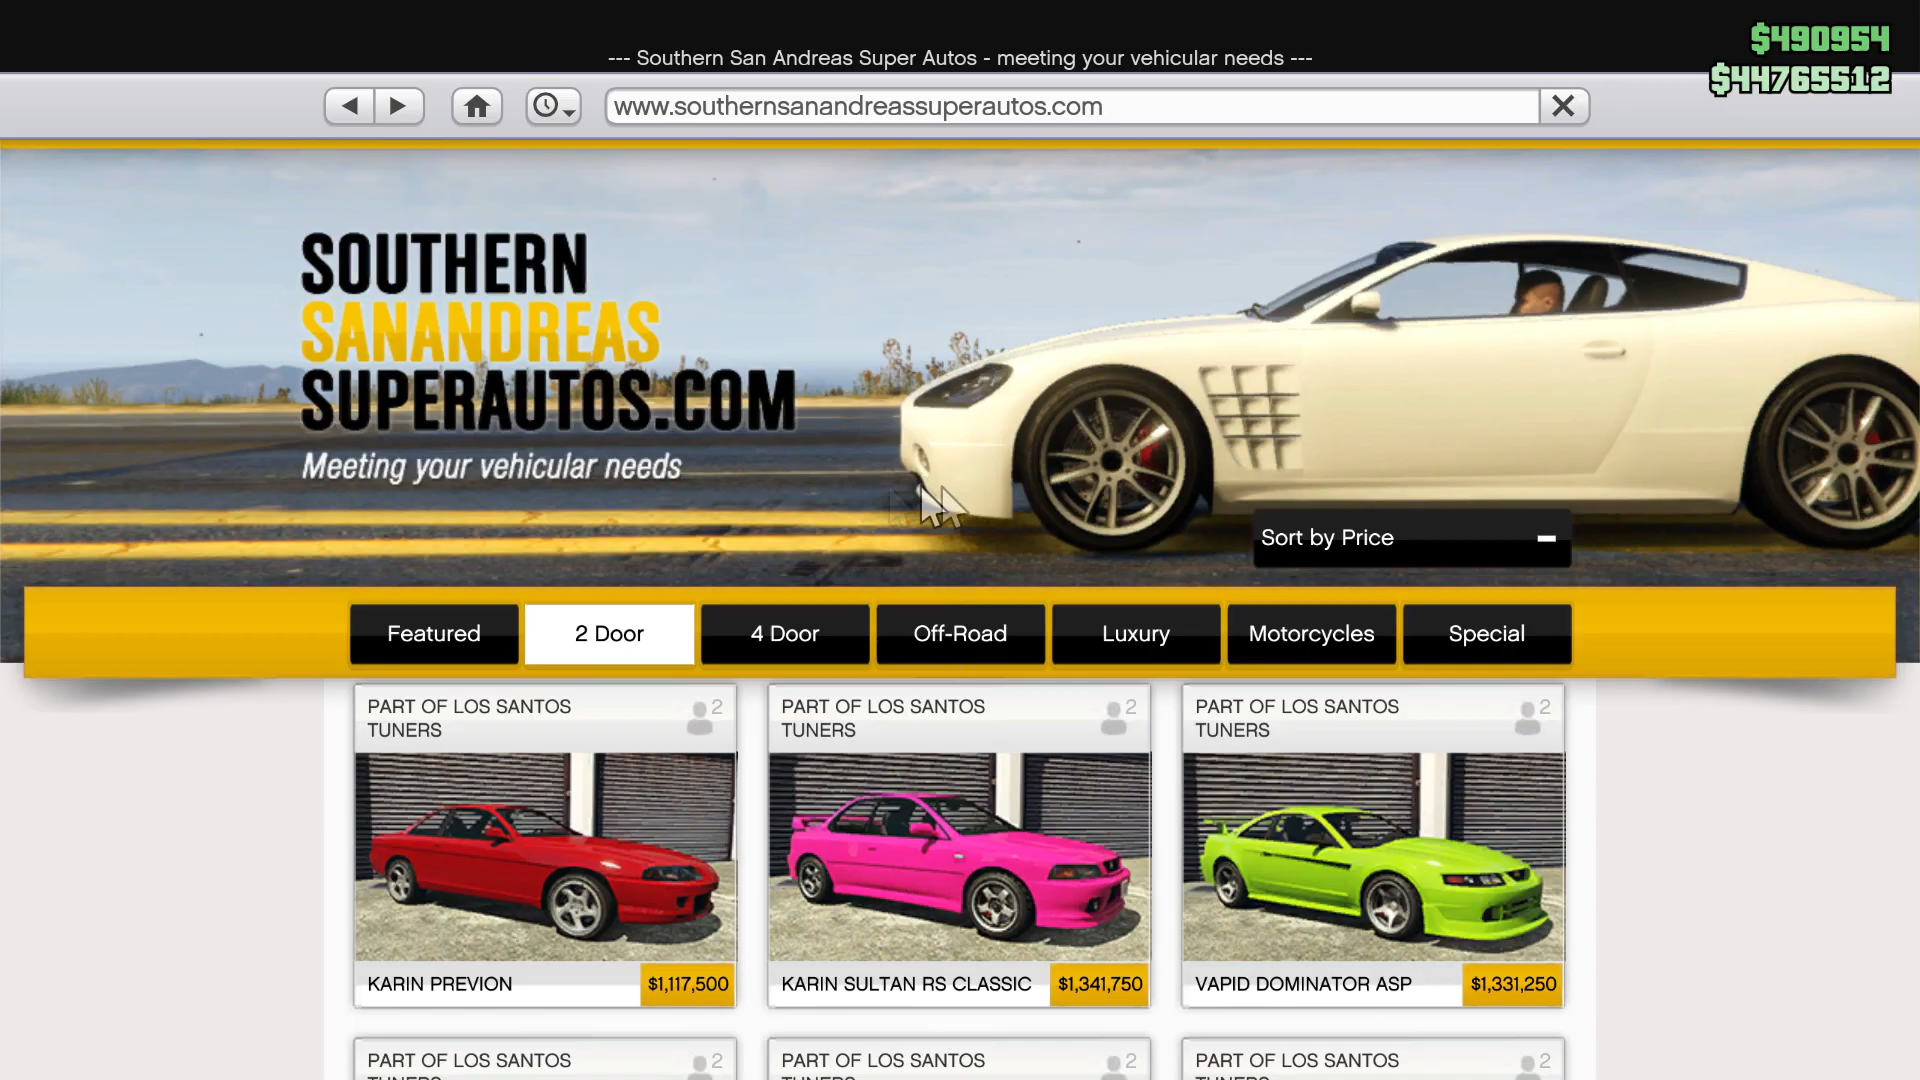 --- Southern San Andreas Super Autos - meeting your vehicular needs ---
$490954
$44765512
www.southernsanandreassuperautos.com
SOUTHERN
SANANDREAS
SUPERAUTOS.COM
Meeting your vehicular needs
Sort by Price
Featured
2 Door
4 Door
Off-Road
Luxury
Motorcycles
Special
PART OF LOS SANTOS
TUNERS
2
PART OF LOS SANTOS
TUNERS
2
PART OF LOS SANTOS
TUNERS
2
KARIN PREVION
$1,117,500
KARIN SULTAN RS CLASSIC
$1,341,750
VAPID DOMINATOR ASP
$1,331,250
PART OF LOS SANTOS
TUNERS
2
PART OF LOS SANTOS
TUNERS
2
PART OF LOS SANTOS
TUNERS
2